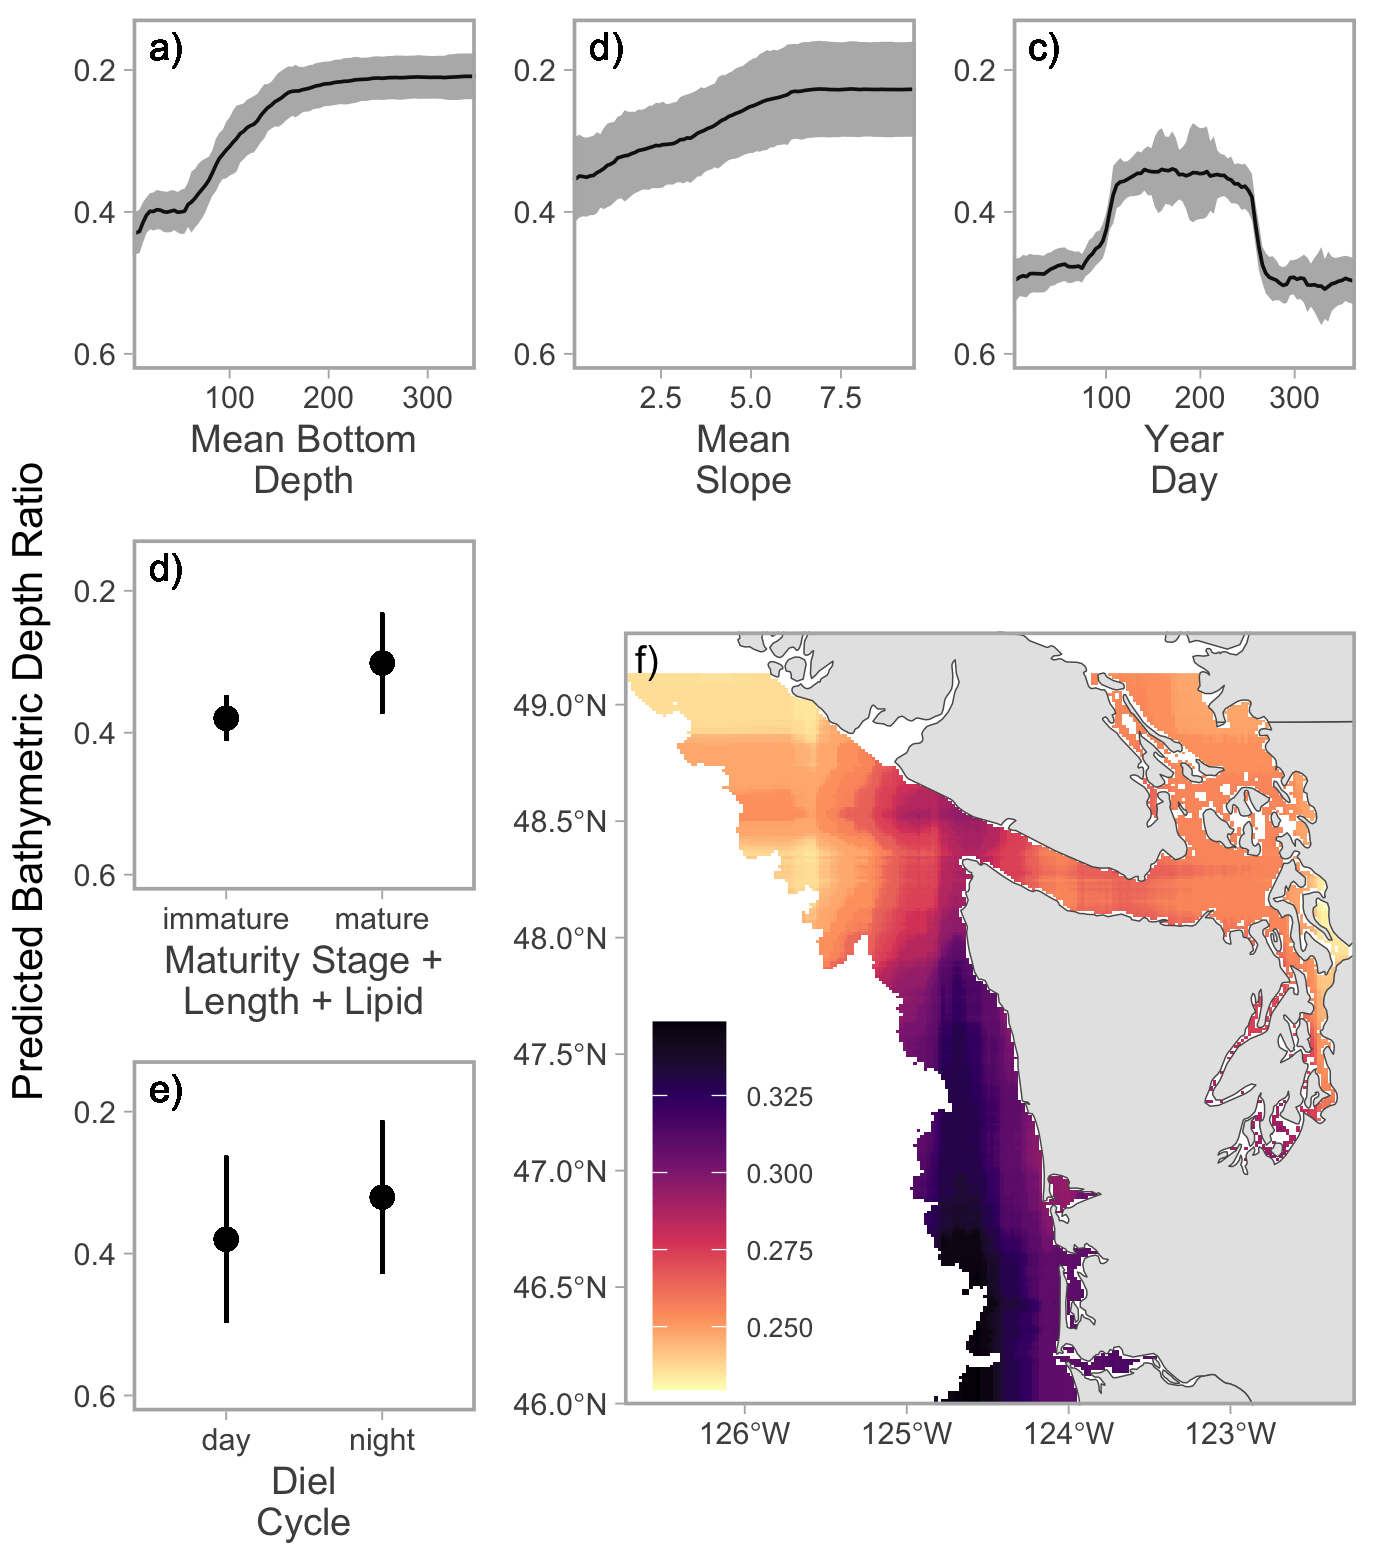 a)
0.2
0.4
0.6
100 200 300
Mean Bottom
Depth
d)
0.2
0.4
0.6
2.5 5.0 7.5
Mean
Slope
c)
0.2
0.4
0.6
100 200 300
Year
Day
Predicted Bathymetric Depth Ratio
d)
0.2
0.4
0.6
immature mature
Maturity Stage +
Length + Lipid
e)
0.2
0.4
0.6
day night
Diel
Cycle
f)
49.0°N
48.5°N
48.0°N
47.5°N
47.0°N
46.5°N
46.0°N
0.325
0.300
0.275
0.250
126°W 125°W 124°W 123°W